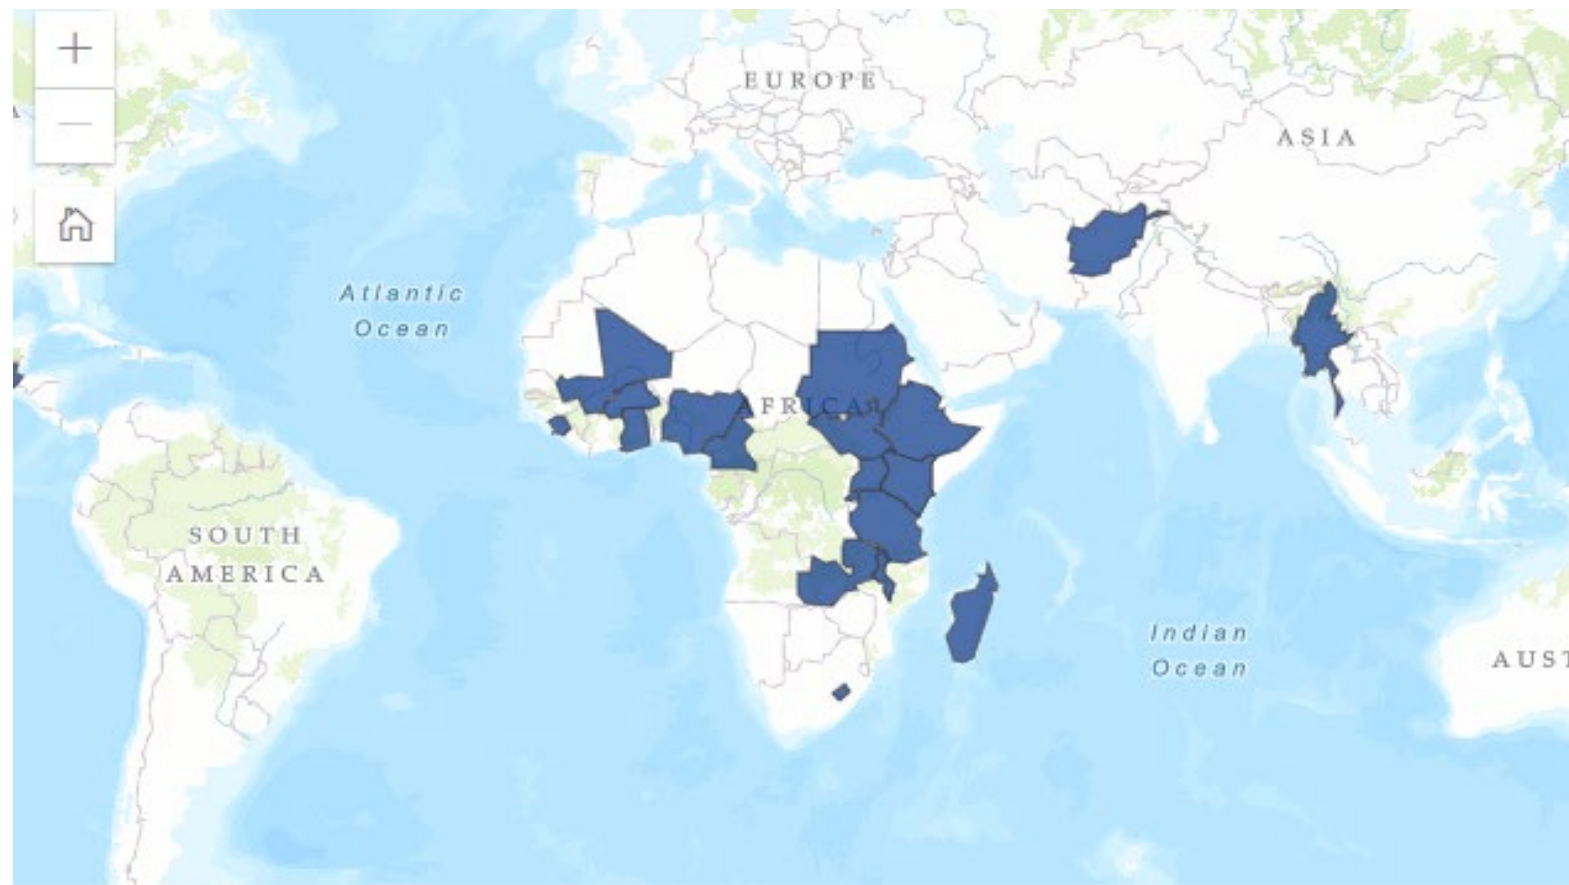 EUROPE
ASIA
Atlantic
Ocean
AFRICA
SOUTH
AMERICA
Indian
Ocean
AUST